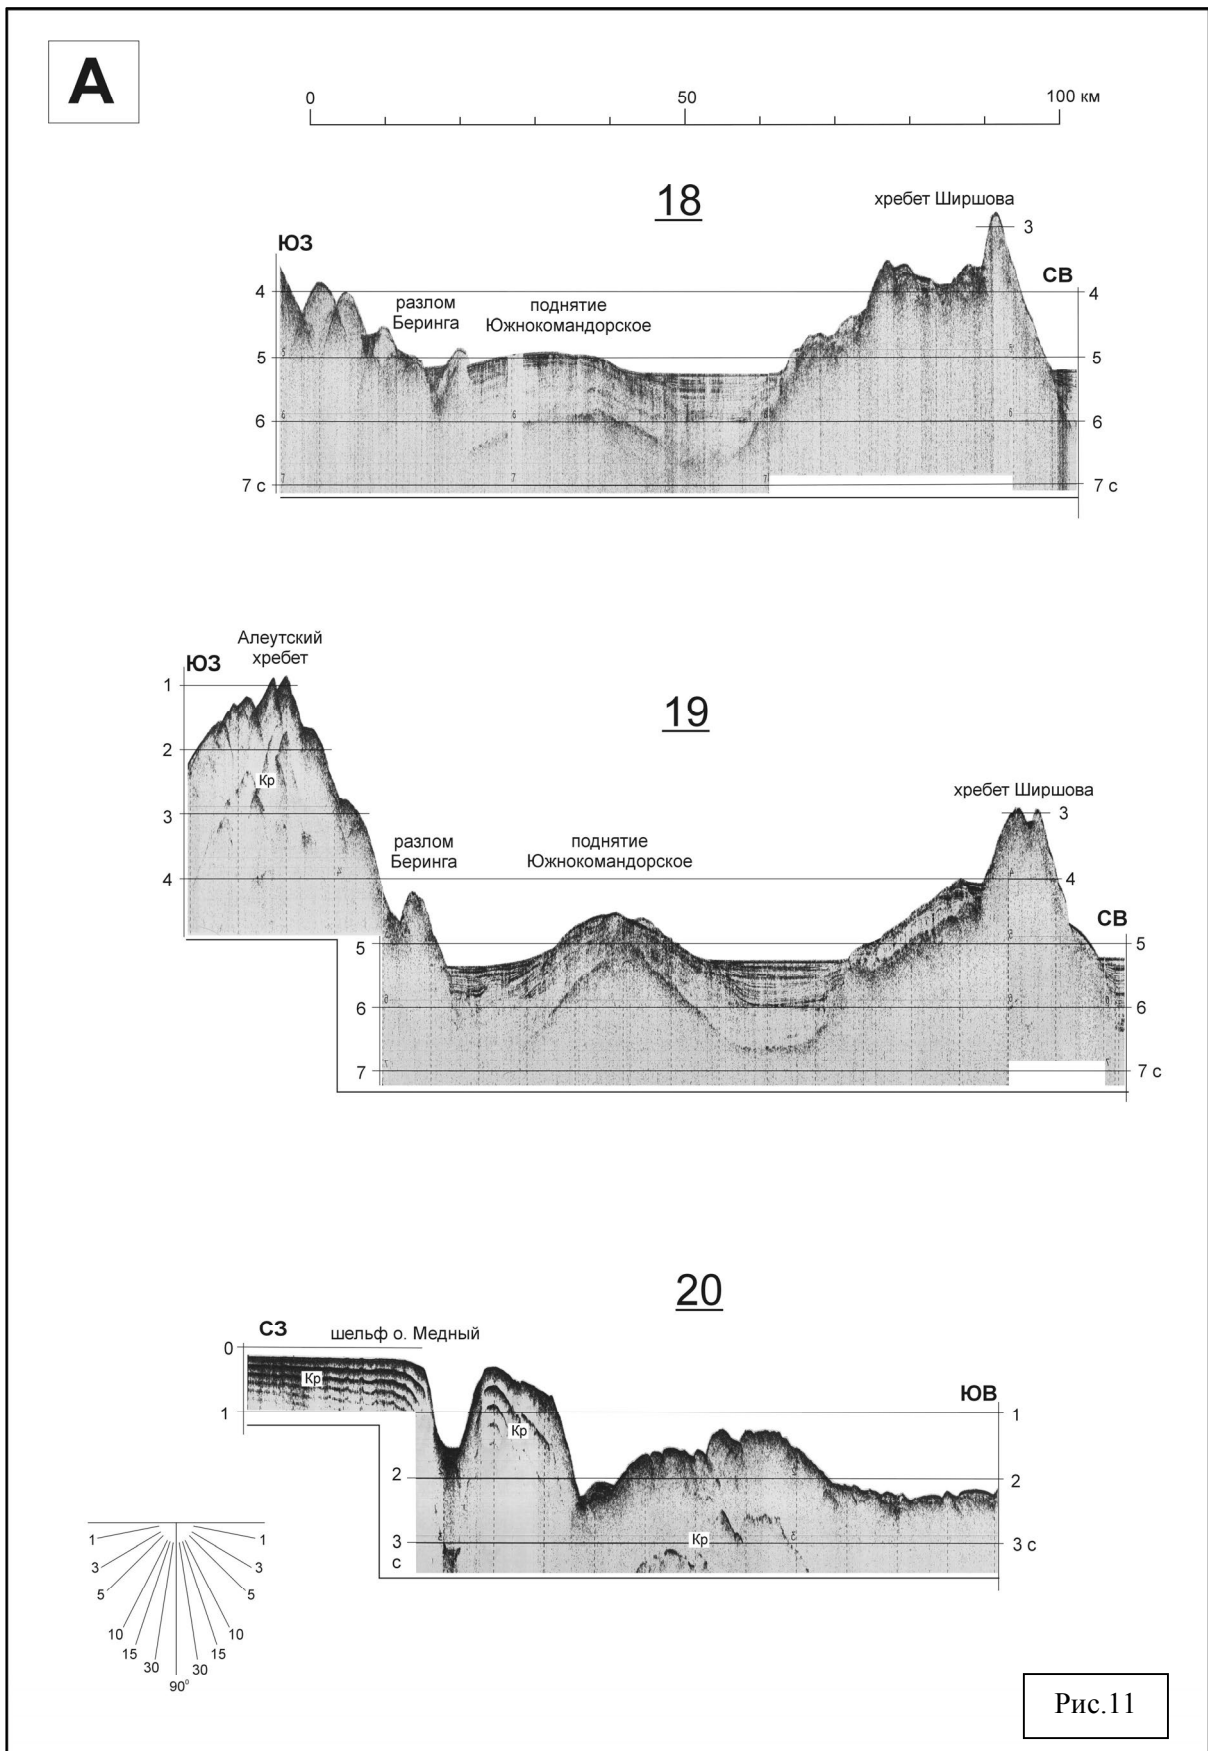 А
0 50 100 км
18
хребет Ширшова
3
ЮЗ
СВ
разлом
Беринга
поднятие
Южнокомандорское
4 4
5 5
6 6
7 с 7 с
Алеутский
хребет
ЮЗ
19
1
2
Кр
3
хребет Ширшова
3
разлом
Беринга
поднятие
Южнокомандорское
4 4
СВ
5 5
6 6
7 7 с
20
СЗ
шельф о. Медный
0
Кр
ЮВ
1 1
Кр
2 2
Кр
3 3 с
с
1 1
3 3
5 5
10 10
15 15
30 30
90°
Рис.11